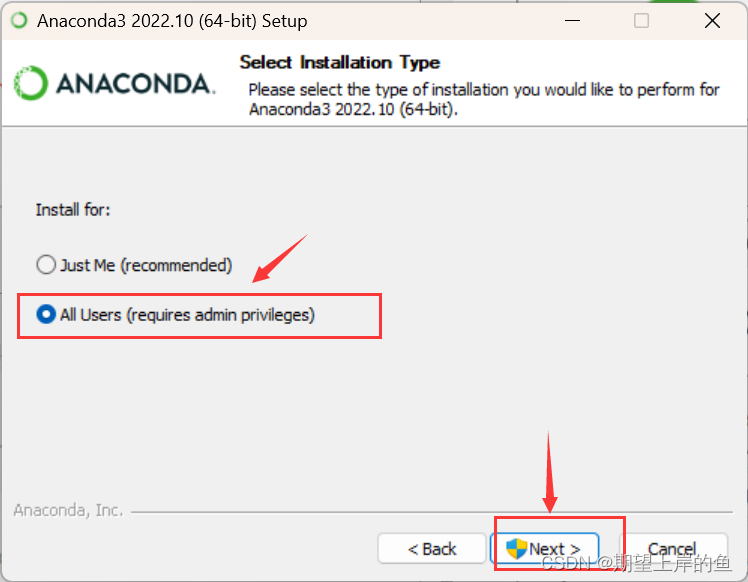 Anaconda3 2022.10 (64-bit) Setup
ANACONDA.
Select Installation Type
Please select the type of installation you would like to perform for
Anaconda3 2022.10 (64-bit).
Install for:
Just Me (recommended)
All Users (requires admin privileges)
Anaconda, Inc.
< Back
Next >
Cancel
CSDN @期望上岸的鱼